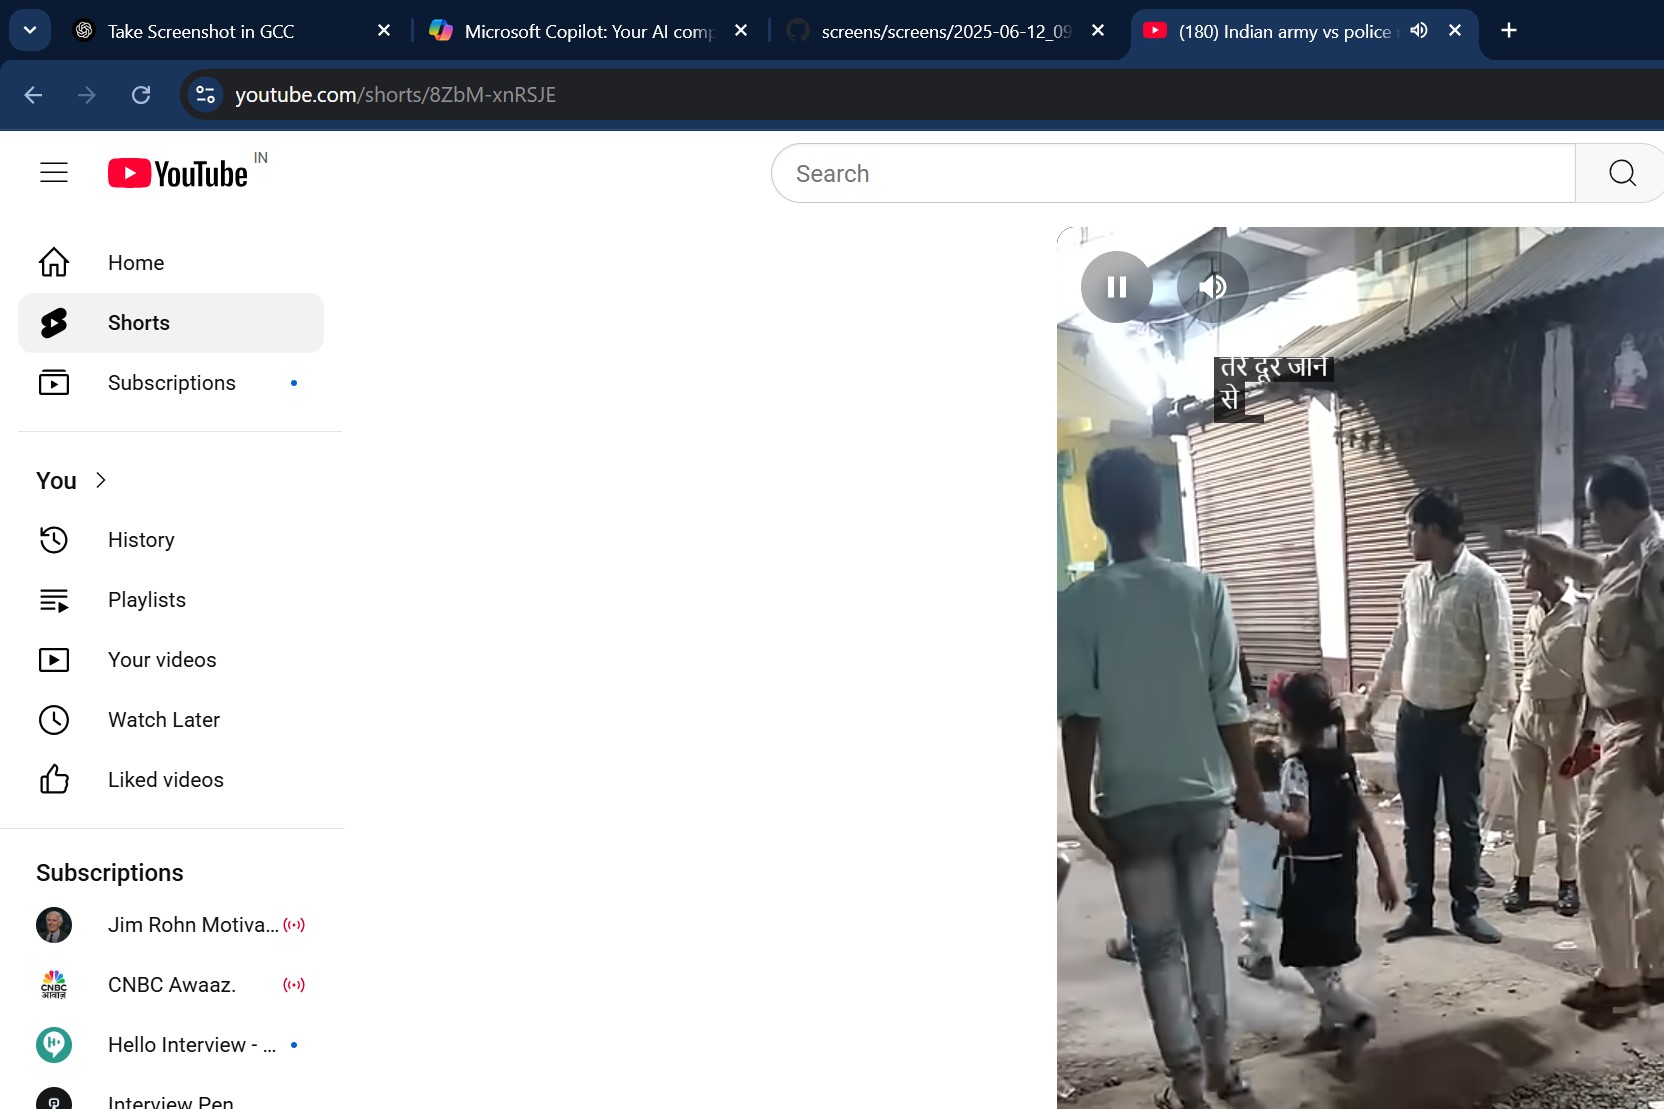 Take Screenshot in GCC
Microsoft Copilot: Your AI comp
screens/screens/2025-06-12_09
(180) Indian army vs police
youtube.com/shorts/8ZbM-xnRSJE
YouTube IN
Search
Home
Shorts
Subscriptions
तेरे दूर जाने
से
You
History
Playlists
Your videos
Watch Later
Liked videos
Subscriptions
Jim Rohn Motiva...
CNBC Awaaz.
CNBC
आवाज़
Hello Interview - ...
Interview Pen